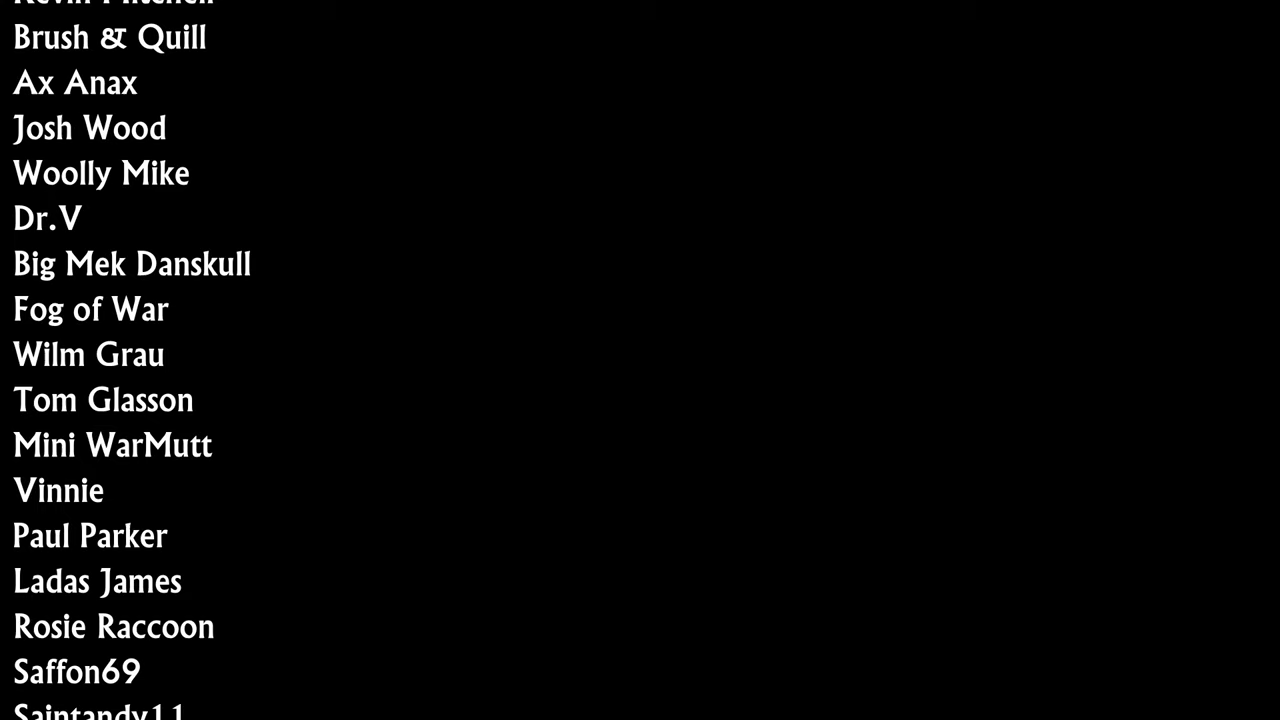 Brush & Quill
Ax Anax
Josh Wood
Woolly Mike
Dr.V
Big Mek Danskull
Fog of War
Wilm Grau
Tom Glasson
Mini WarMutt
Vinnie
Paul Parker
Ladas James
Rosie Raccoon
Saffon69
Saintandy11